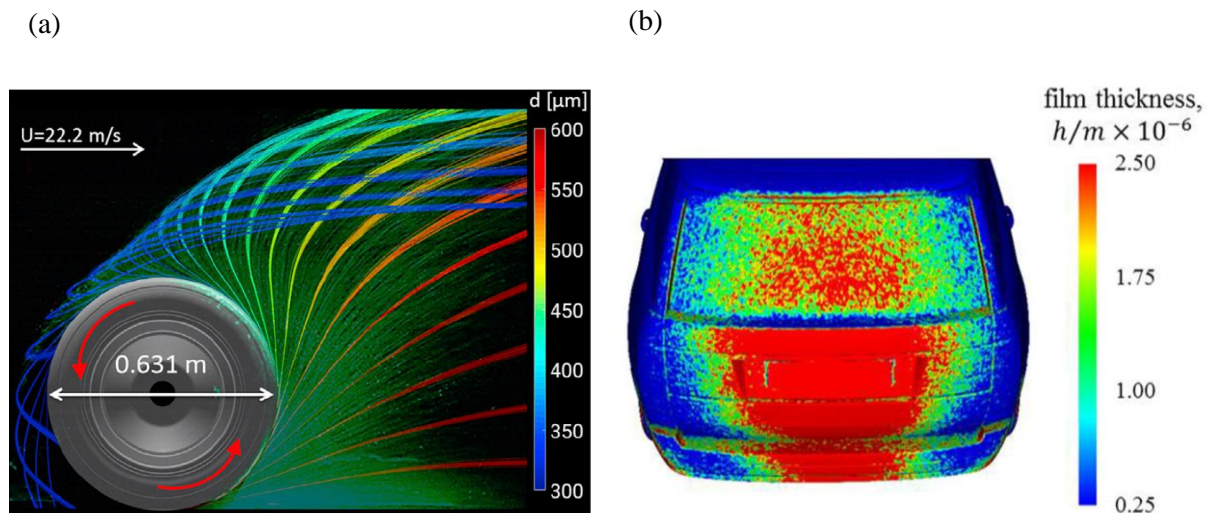 (a)
(b)
U=22.2 m/s
d [µm]
600
550
500
450
400
350
300
0.631 m
film thickness,
h/m × 10⁻⁶
2.50
1.75
1.00
0.25